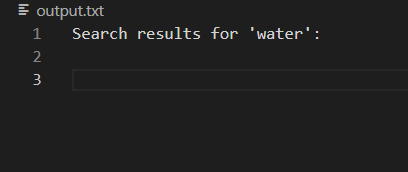 output.txt
1 Search results for 'water':
2
3